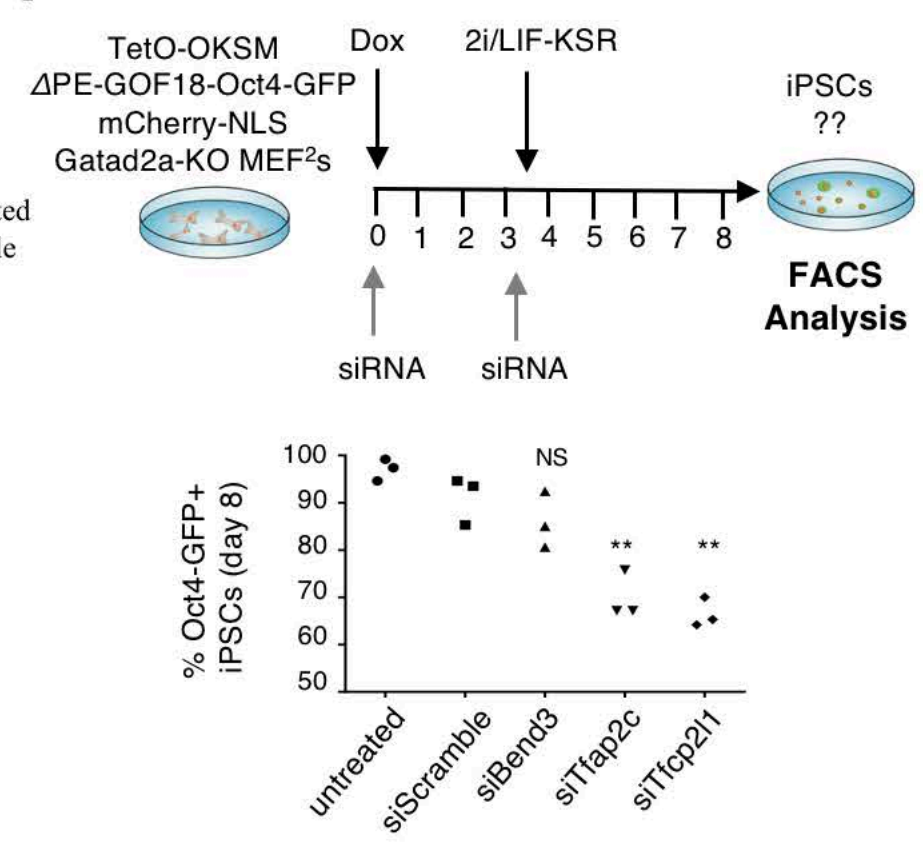 TetO-OKSM
ΔPE-GOF18-Oct4-GFP
mCherry-NLS
Gatad2a-KO MEF²s
Dox
2i/LIF-KSR
iPSCs
??
0 1 2 3 4 5 6 7 8
siRNA
siRNA
FACS
Analysis
% Oct4-GFP+
iPSCs (day 8)
100
90
80
70
60
50
NS
**
**
untreated
siScramble
siBend3
siTfap2c
siTfcp2l1